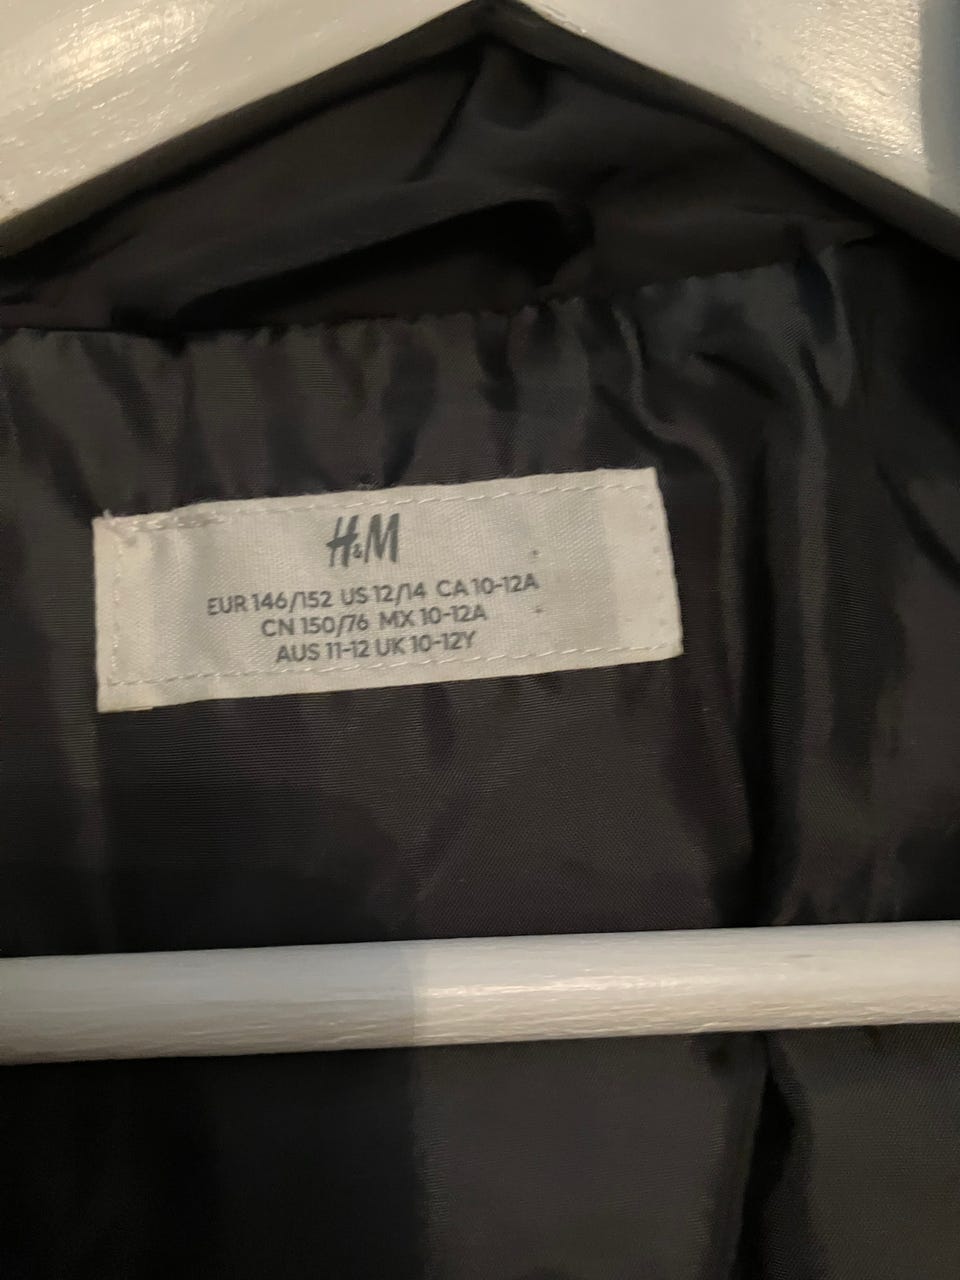 H&M
EUR 146/152 US 12/14 CA 10-12A
CN 150/76 MX 10-12A
AUS 11-12 UK 10-12Y